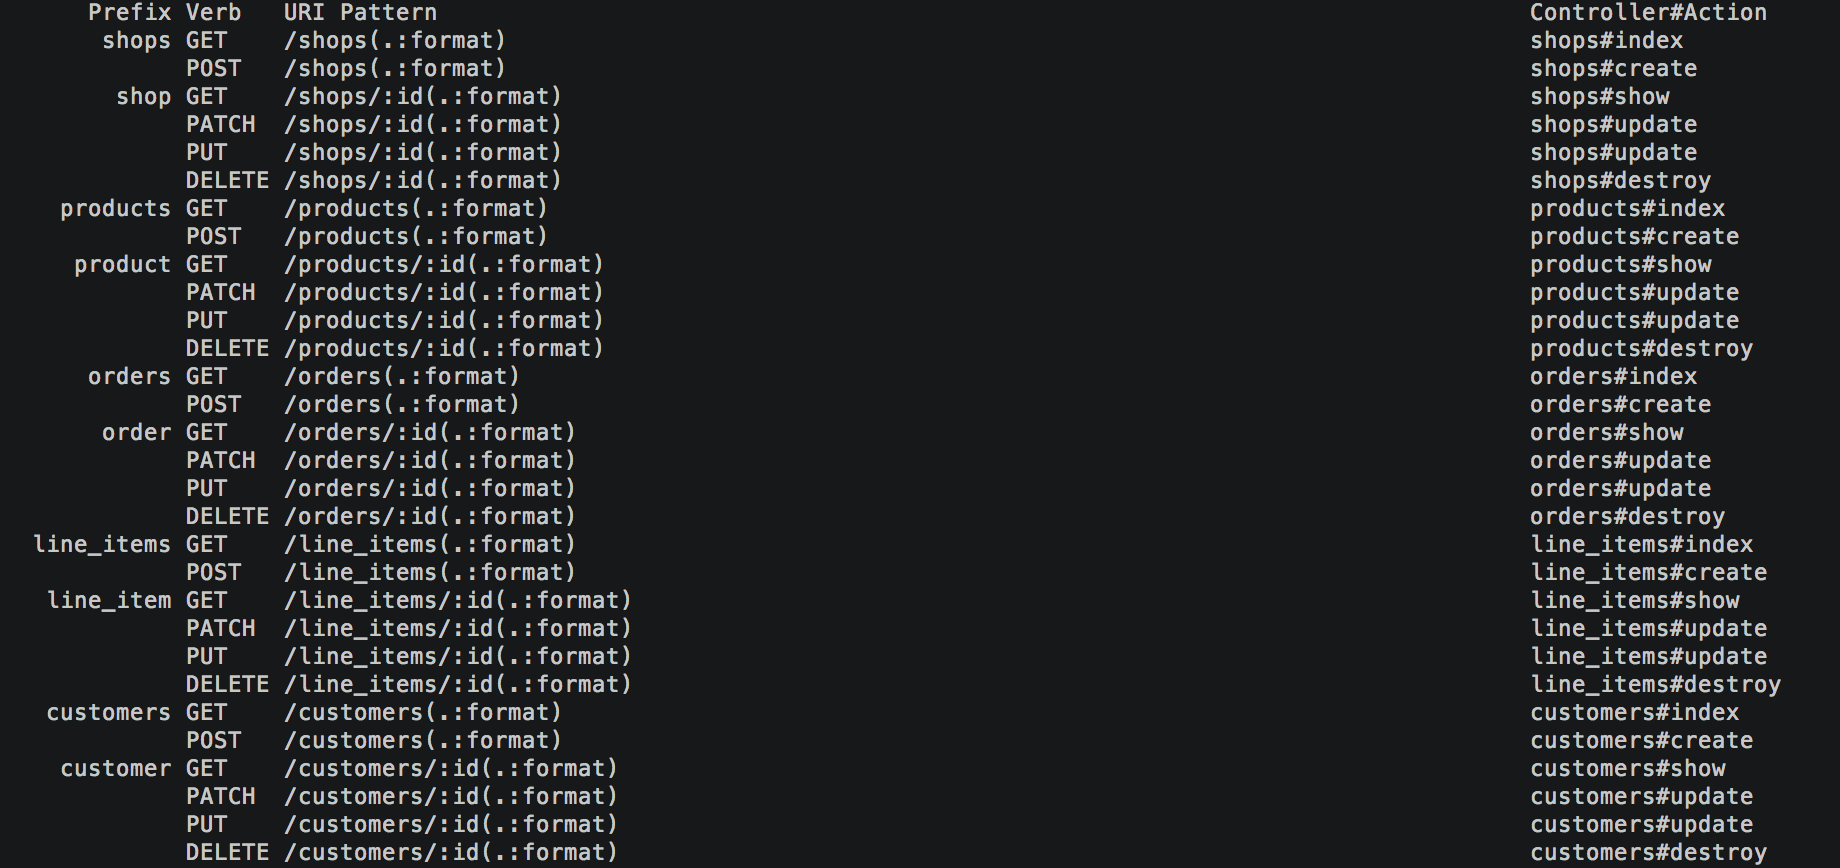 Prefix Verb   URI Pattern   Controller#Action
shops GET    /shops(.:format)   shops#index
POST   /shops(.:format)   shops#create
shop GET    /shops/:id(.:format)   shops#show
PATCH  /shops/:id(.:format)   shops#update
PUT    /shops/:id(.:format)   shops#update
DELETE /shops/:id(.:format)   shops#destroy
products GET    /products(.:format)   products#index
POST   /products(.:format)   products#create
product GET    /products/:id(.:format)   products#show
PATCH  /products/:id(.:format)   products#update
PUT    /products/:id(.:format)   products#update
DELETE /products/:id(.:format)   products#destroy
orders GET    /orders(.:format)   orders#index
POST   /orders(.:format)   orders#create
order GET    /orders/:id(.:format)   orders#show
PATCH  /orders/:id(.:format)   orders#update
PUT    /orders/:id(.:format)   orders#update
DELETE /orders/:id(.:format)   orders#destroy
line_items GET    /line_items(.:format)   line_items#index
POST   /line_items(.:format)   line_items#create
line_item GET    /line_items/:id(.:format)   line_items#show
PATCH  /line_items/:id(.:format)   line_items#update
PUT    /line_items/:id(.:format)   line_items#update
DELETE /line_items/:id(.:format)   line_items#destroy
customers GET    /customers(.:format)   customers#index
POST   /customers(.:format)   customers#create
customer GET    /customers/:id(.:format)   customers#show
PATCH  /customers/:id(.:format)   customers#update
PUT    /customers/:id(.:format)   customers#update
DELETE /customers/:id(.:format)   customers#destroy